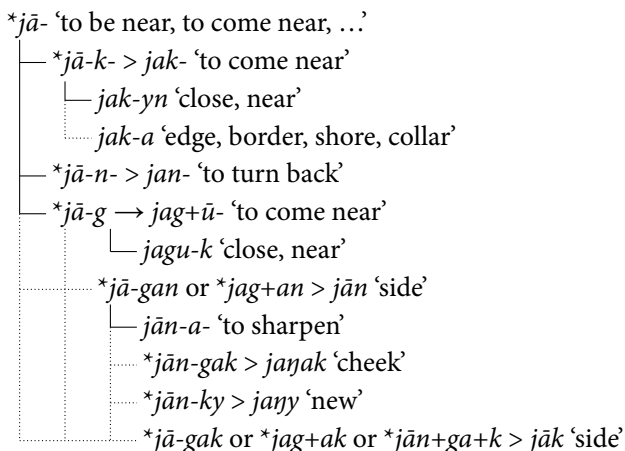 *jā- ‘to be near, to come near, …’
*jā-k- > jak- ‘to come near’
jak-yn ‘close, near’
jak-a ‘edge, border, shore, collar’
*jā-n- > jan- ‘to turn back’
*jā-g → jag+ū- ‘to come near’
jagu-k ‘close, near’
*jā-gan or *jag+an > jān ‘side’
jān-a- ‘to sharpen’
*jān-gak > jaŋak ‘cheek’
*jān-ky > jaŋy ‘new’
*jā-gak or *jag+ak or *jān+ga+k > jāk ‘side’